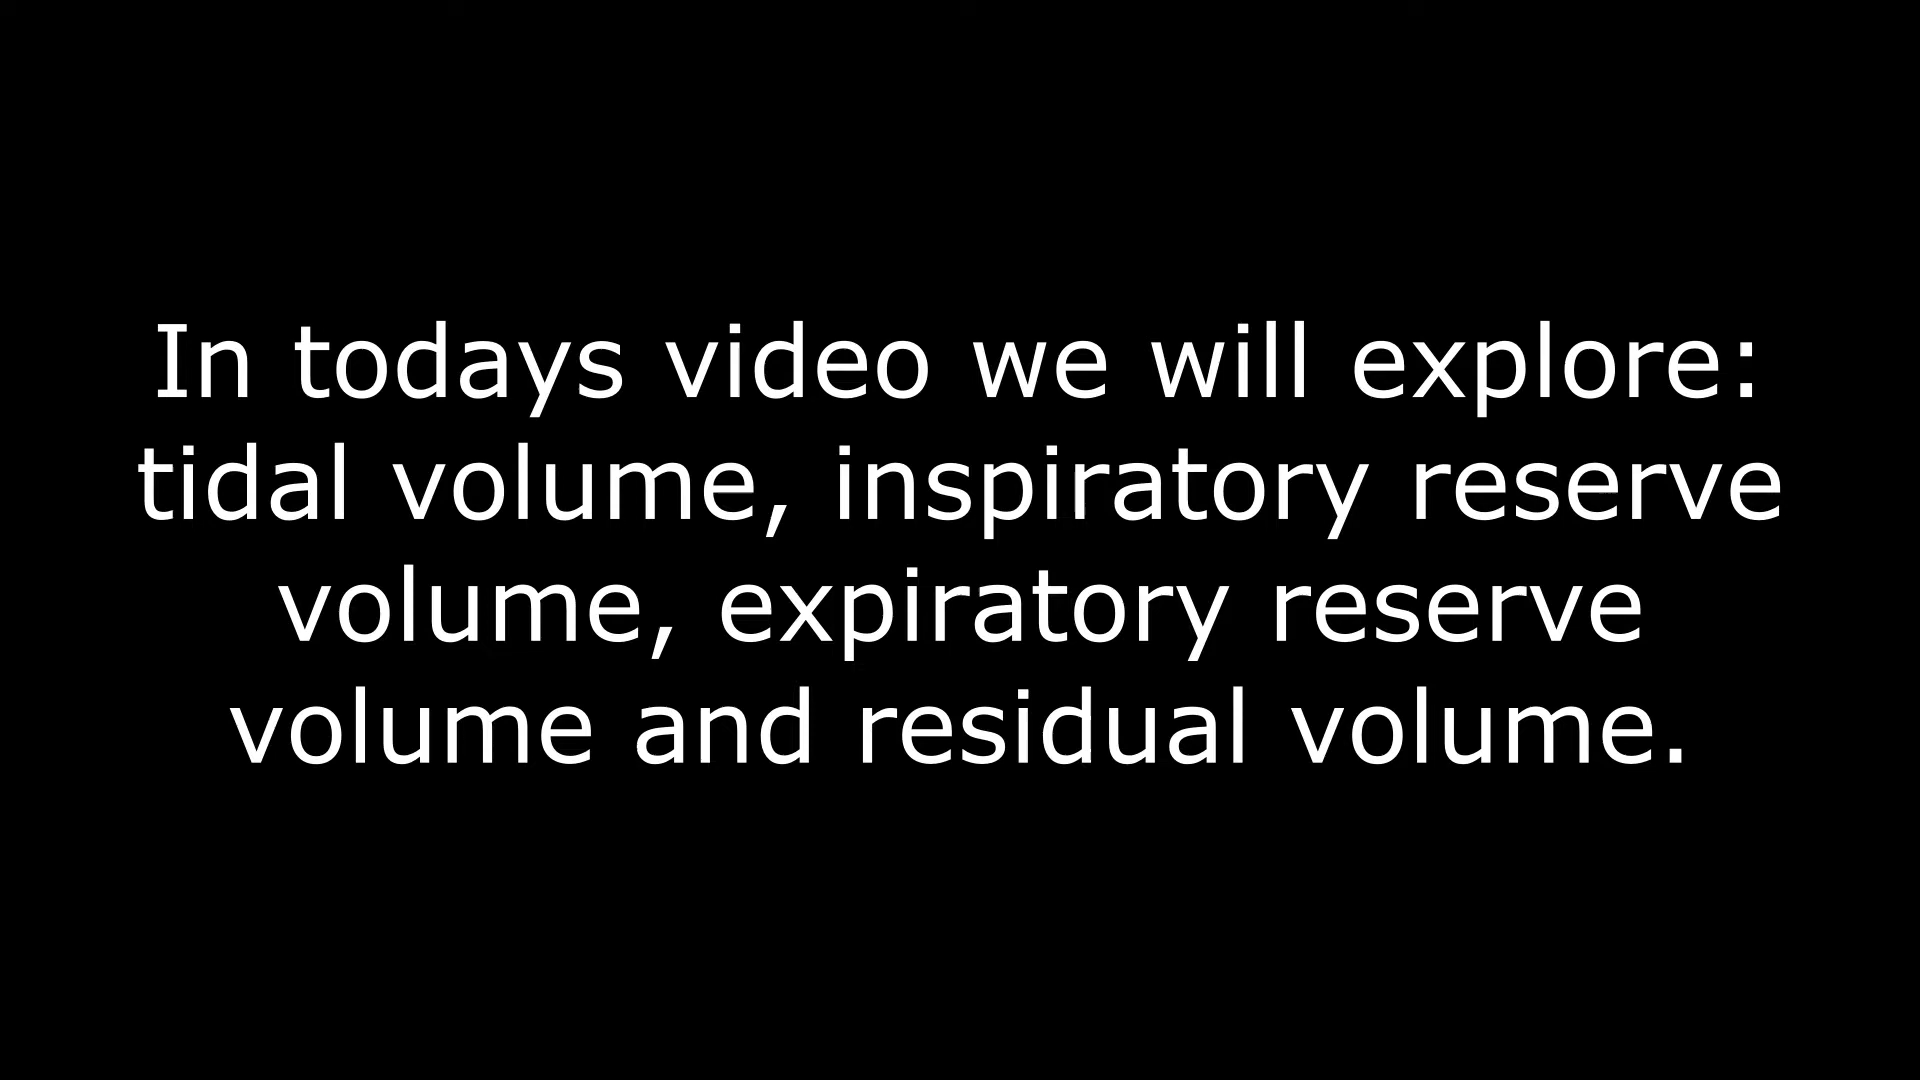 In todays video we will explore:
tidal volume, inspiratory reserve
volume, expiratory reserve
volume and residual volume.